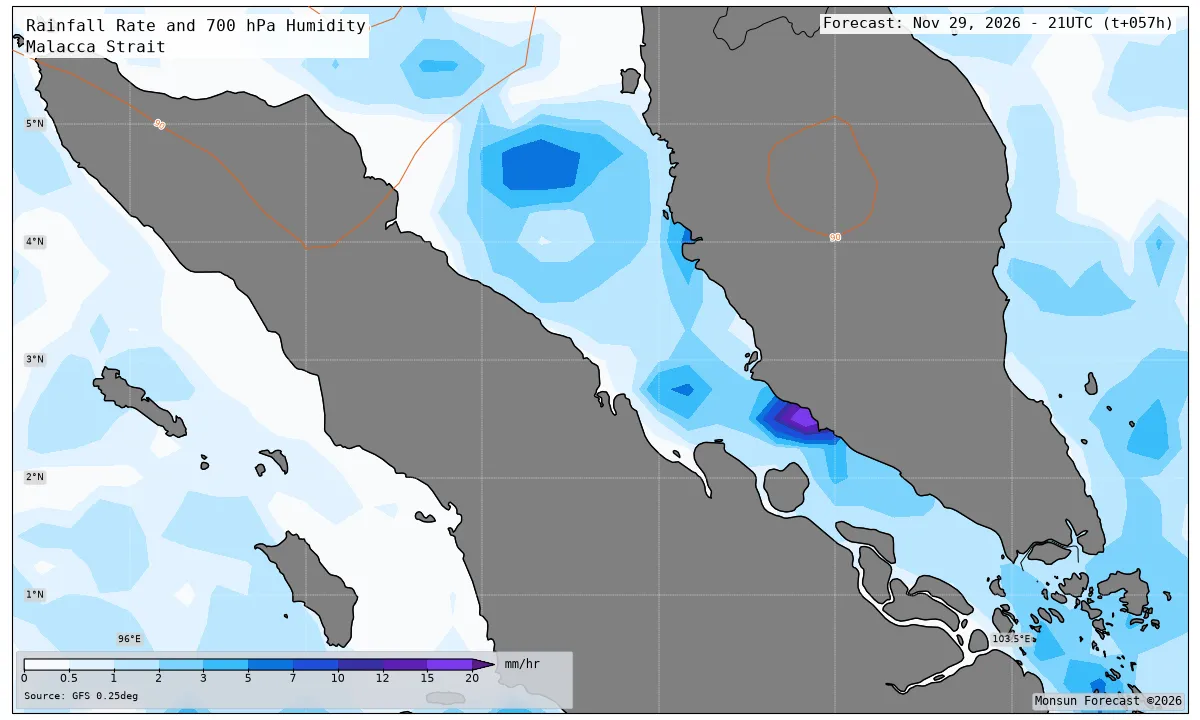 Rainfall Rate and 700 hPa Humidity
Malacca Strait
Forecast: Nov 29, 2026 - 21UTC (t+057h)
90
90
5°N
4°N
3°N
2°N
1°N
96°E
103.5°E
0 0.5 1 2 3 5 7 10 12 15 20 mm/hr
Source: GFS 0.25deg
Monsun Forecast ©2026